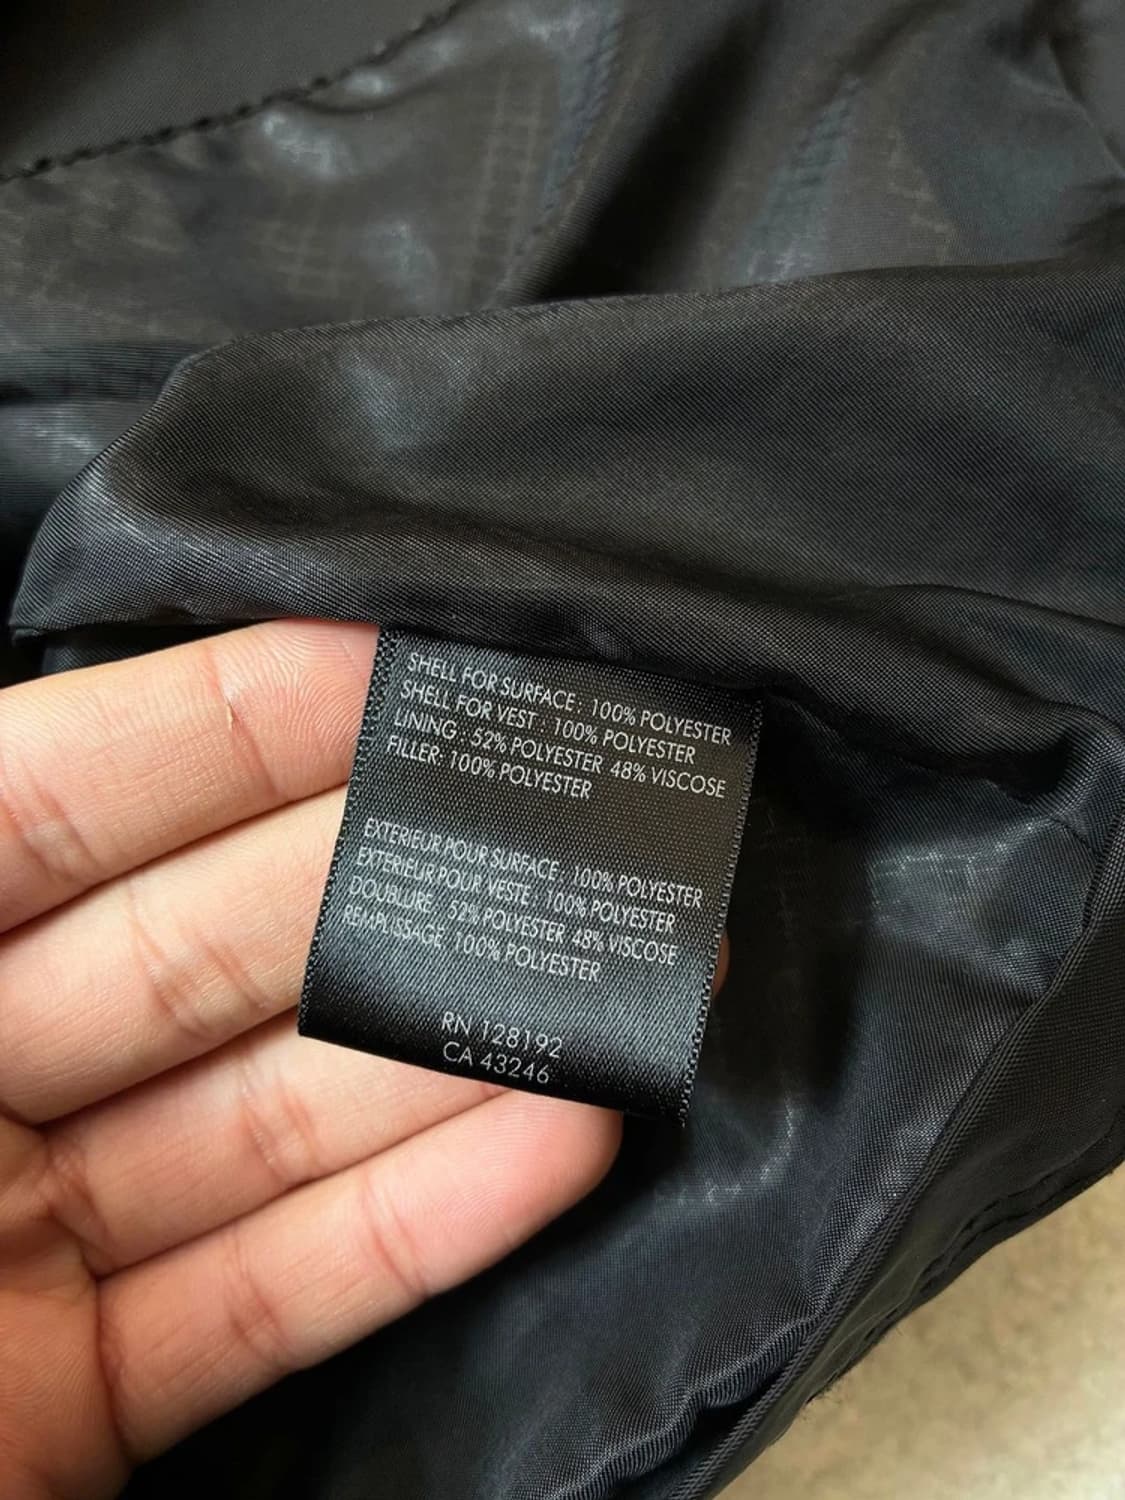 SHELL FOR SURFACE: 100% POLYESTER
SHELL FOR VEST : 100% POLYESTER
LINING : 52% POLYESTER 48% VISCOSE
FILLER: 100% POLYESTER
EXTERIEUR POUR SURFACE: 100% POLYESTER
EXTERIEUR POUR VESTE : 100% POLYESTER
DOUBLURE: 52% POLYESTER 48% VISCOSE
REMPLISSAGE 100% POLYESTER
RN 128192
CA 43246